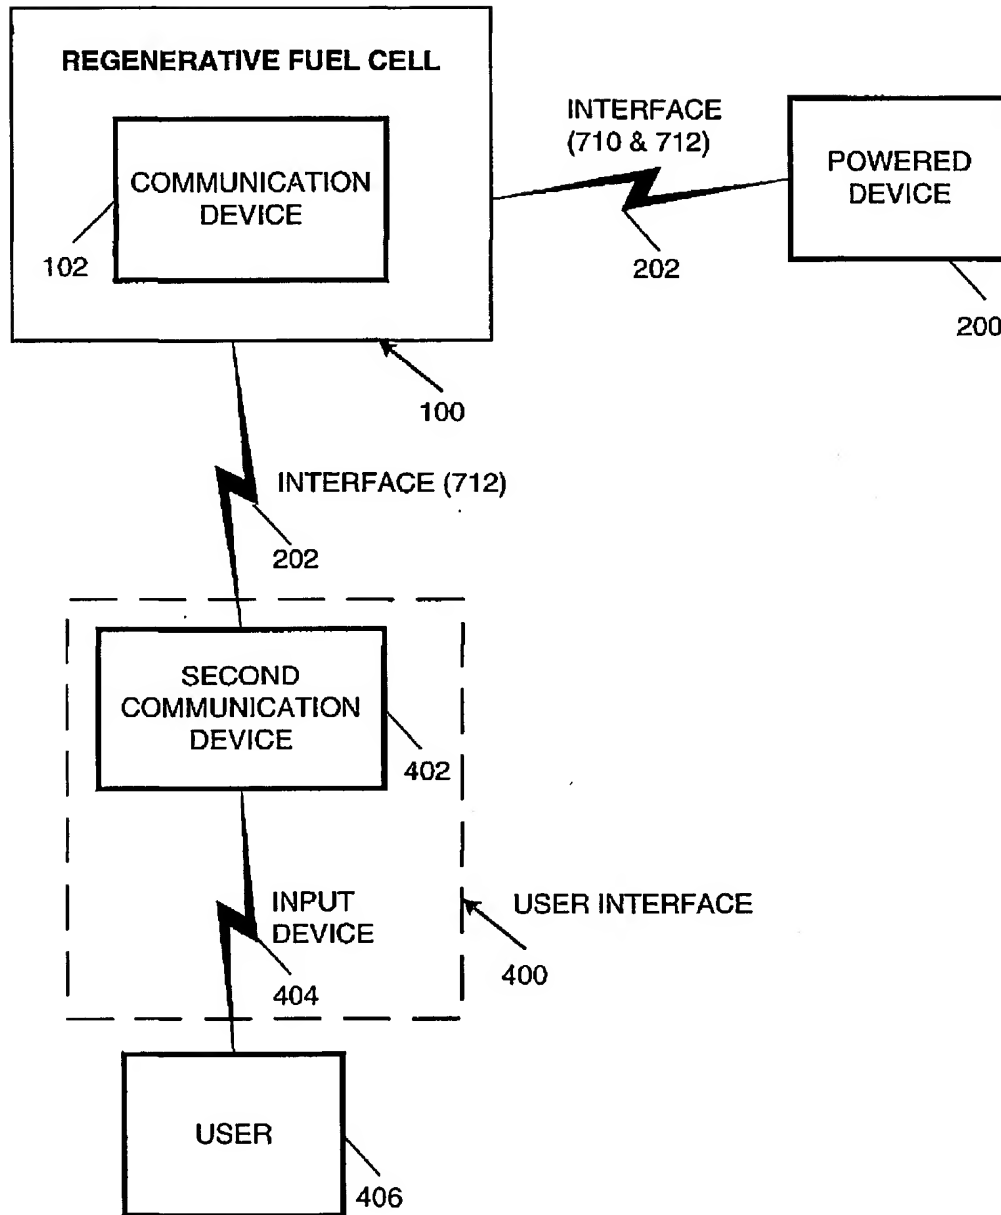 REGENERATIVE FUEL CELL
COMMUNICATION
DEVICE
102
100
INTERFACE
(710 & 712)
202
POWERED
DEVICE
200
INTERFACE (712)
202
SECOND
COMMUNICATION
DEVICE
402
INPUT
DEVICE
404
USER INTERFACE
400
USER
406